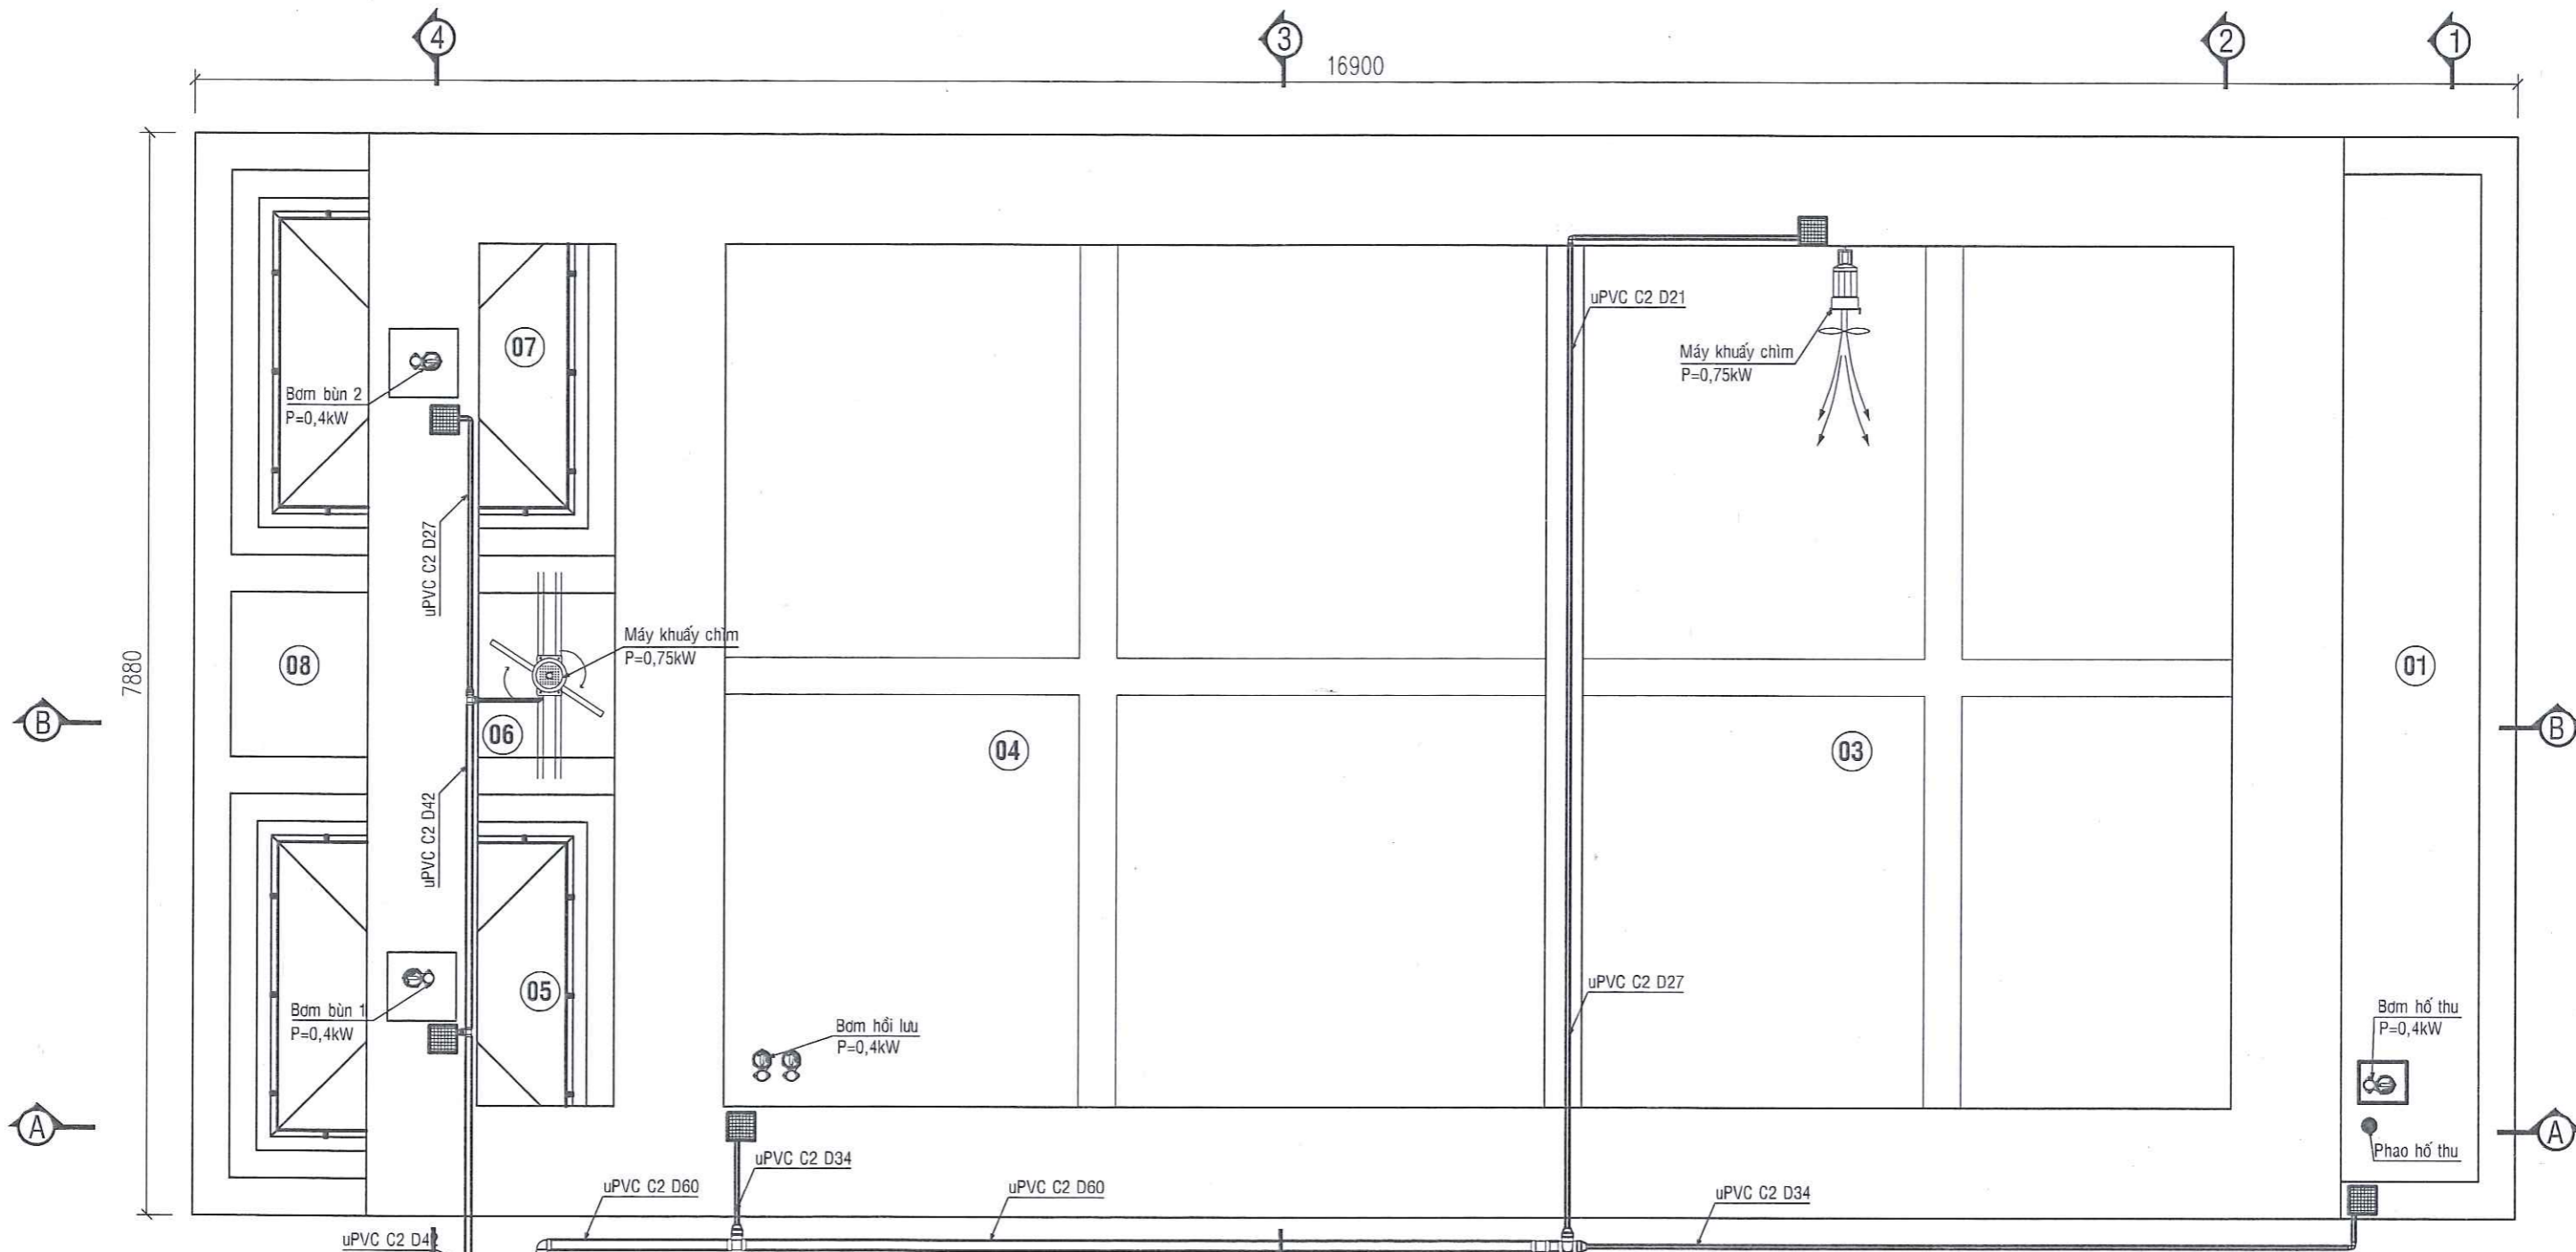 4
3
2
1
16900
uPVC C2 D21
Máy khuấy chìm
P=0,75kW
07
Bơm bùn 2
P=0,4kW
uPVC C2 D27
Máy khuấy chìm
P=0,75kW
7880
08
01
B
06
04
03
B
uPVC C2 D42
05
uPVC C2 D27
Bơm bùn 1
P=0,4kW
Bơm hồi lưu
P=0,4kW
Bơm hố thu
P=0,4kW
A
A
Phao hố thu
uPVC C2 D34
uPVC C2 D60
uPVC C2 D60
uPVC C2 D34
uPVC C2 D42